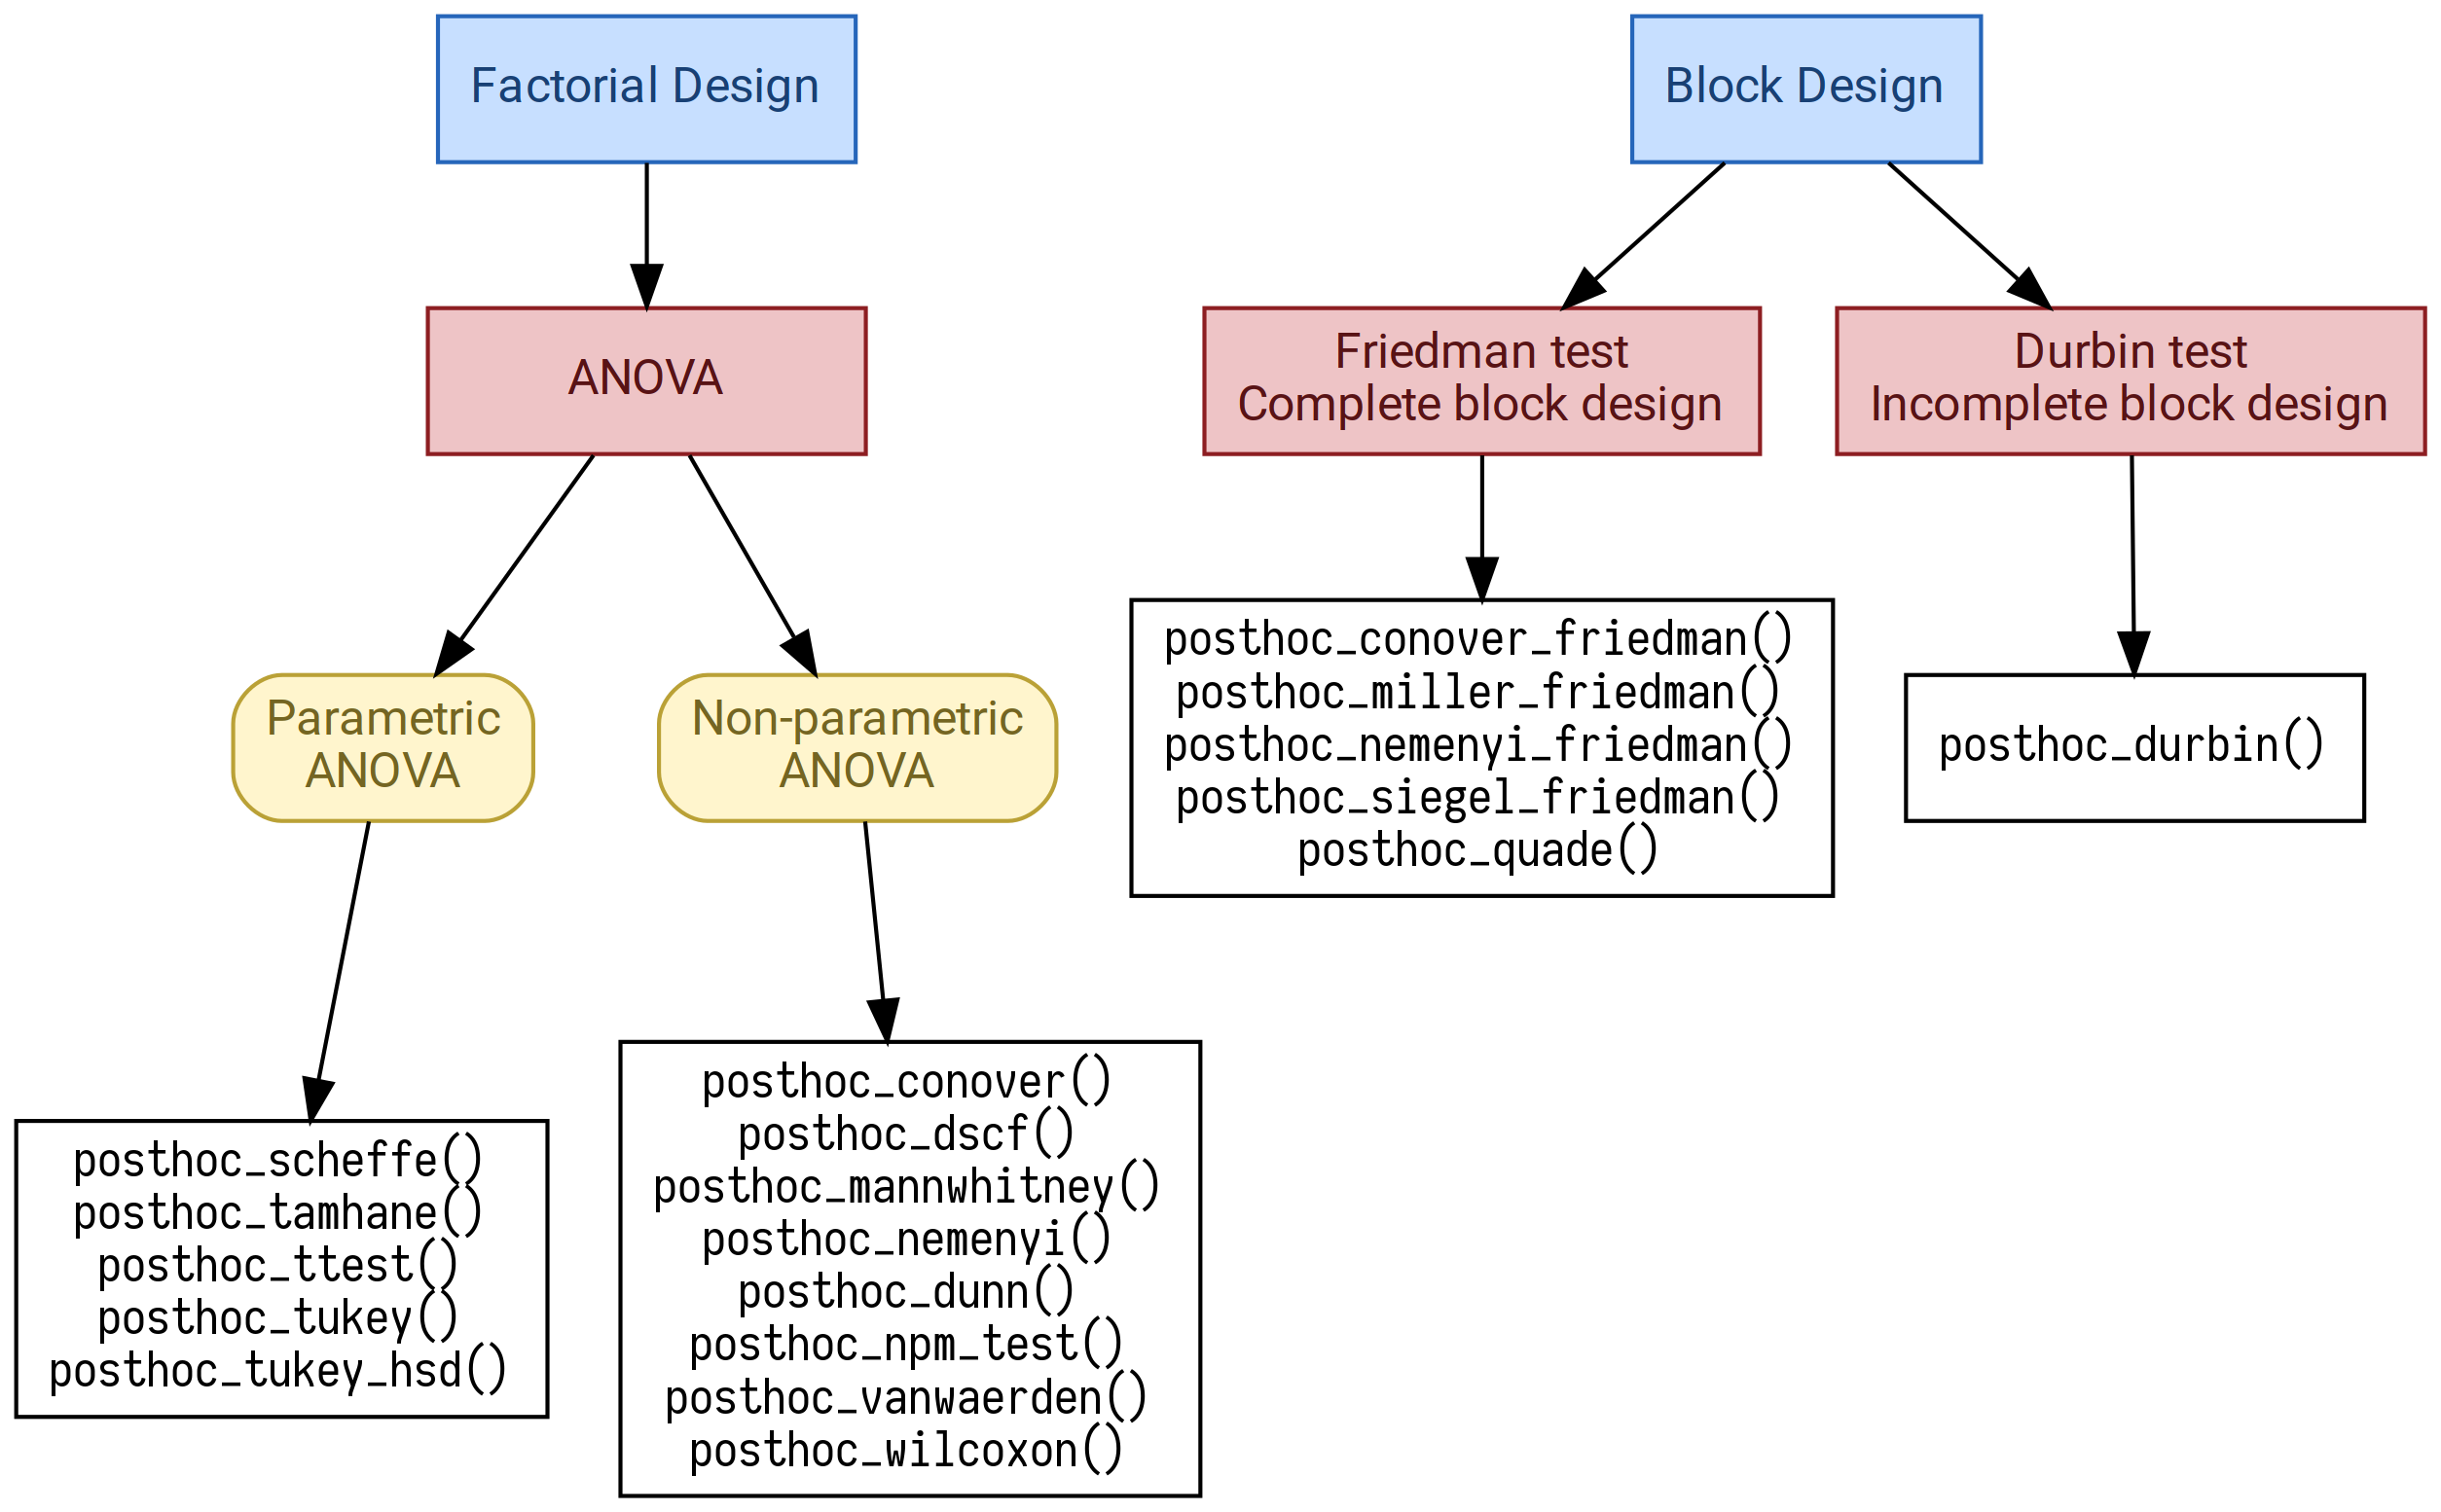 Factorial Design
Block Design
ANOVA
Friedman test
Complete block design
Durbin test
Incomplete block design
Parametric
ANOVA
Non-parametric
ANOVA
posthoc_conover_friedman()
posthoc_miller_friedman()
posthoc_nemenyi_friedman()
posthoc_siegel_friedman()
posthoc_quade()
posthoc_durbin()
posthoc_scheffe()
posthoc_tamhane()
posthoc_ttest()
posthoc_tukey()
posthoc_tukey_hsd()
posthoc_conover()
posthoc_dscf()
posthoc_mannwhitney()
posthoc_nemenyi()
posthoc_dunn()
posthoc_npm_test()
posthoc_vanwaerden()
posthoc_wilcoxon()